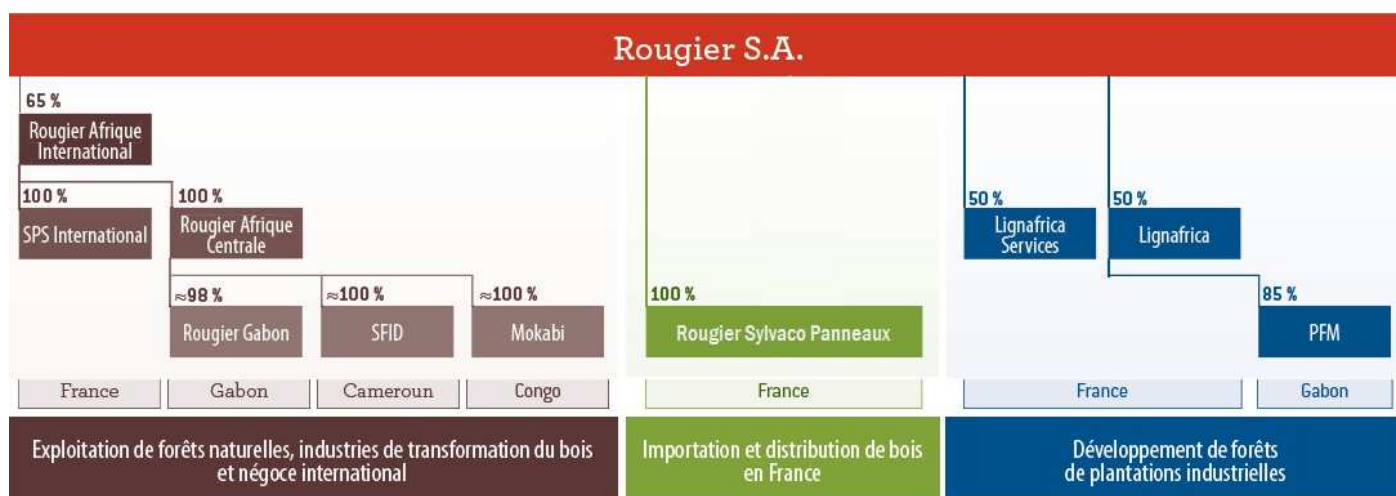 Rougier S.A.
65 %
Rougier Afrique
International
100 %
SPS International
100 %
Rougier Afrique
Centrale
≈98 %
Rougier Gabon
≈100 %
SFID
≈100 %
Mokabi
100 %
Rougier Sylvaco Panneaux
50 %
Lignafrica
Services
50 %
Lignafrica
85 %
PFM
France
Gabon
Cameroun
Congo
France
France
Gabon
Exploitation de forêts naturelles, industries de transformation du bois
et négoce international
Importation et distribution de bois
en France
Développement de forêts
de plantations industrielles